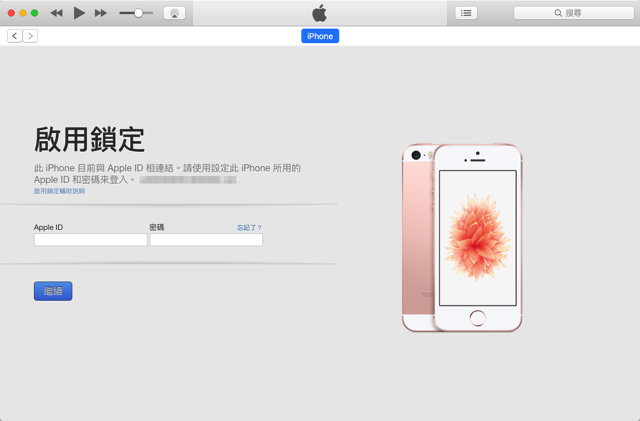 搜尋
iPhone
啟用鎖定
此 iPhone 目前與 Apple ID 相連結。請使用設定此 iPhone 所用的
Apple ID 和密碼來登入。
啟用鎖定輔助說明
Apple ID 密碼 忘記了？
繼續